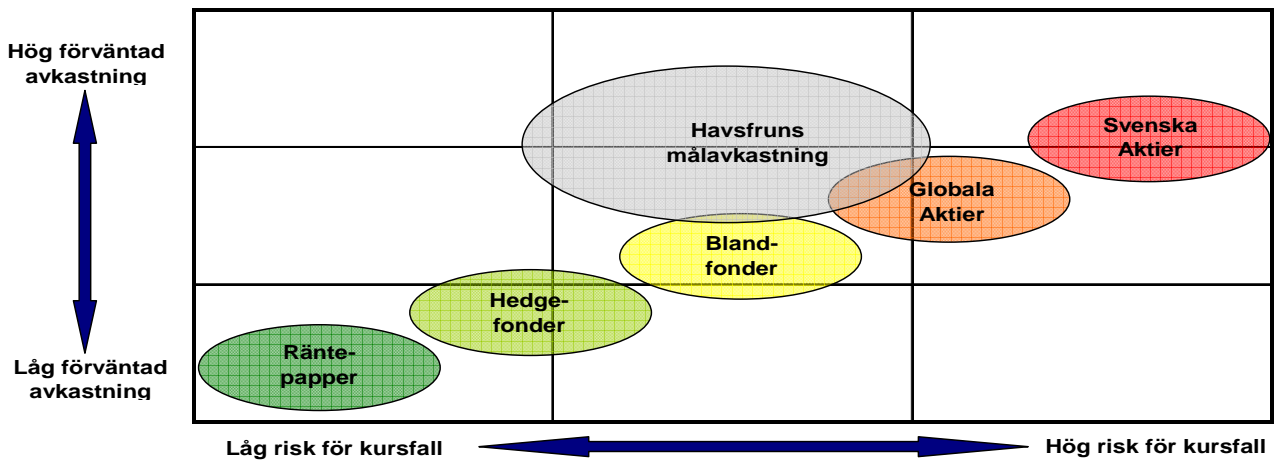 Hög förväntad
avkastning
Havsfruns
målavkastning
Svenska
Aktier
Globala
Aktier
Bland-
fonder
Hedge-
fonder
Ränte-
papper
Låg förväntad
avkastning
Låg risk för kursfall
Hög risk för kursfall